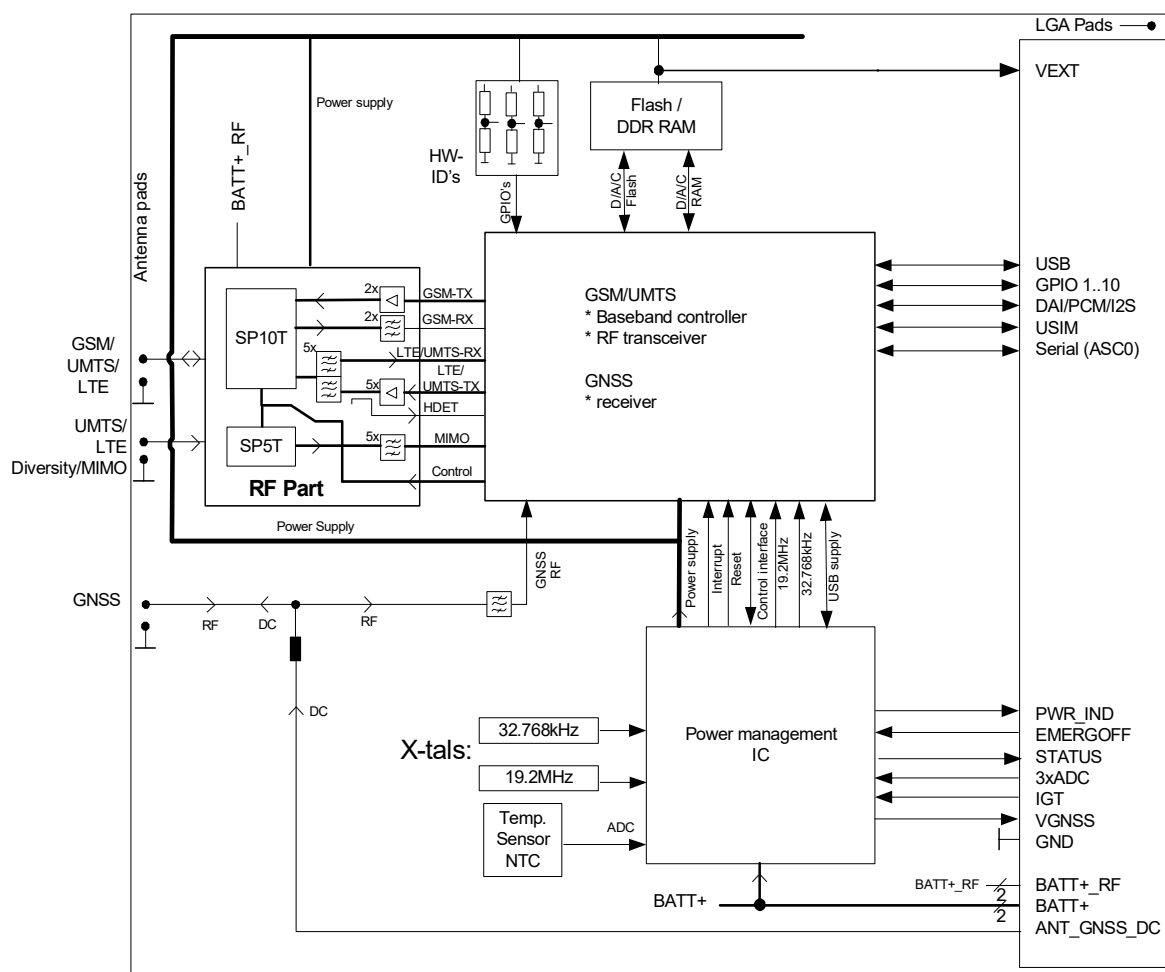 LGA Pads
VEXT
Power supply
Flash /
DDR RAM
HW-
ID's
BATT+_RF
Antenna pads
GPIO's
D/A/C
Flash
D/A/C
RAM
USB
GPIO 1..10
DAI/PCM/I2S
USIM
Serial (ASC0)
GSM/UMTS
* Baseband controller
* RF transceiver
GNSS
* receiver
SP10T
2x
GSM-TX
2x
GSM-RX
5x
LTE/UMTS-RX
LTE/
5x
UMTS-TX
HDET
SP5T
5x
MIMO
Control
RF Part
GSM/
UMTS/
LTE
UMTS/
LTE
Diversity/MIMO
Power Supply
GNSS
RF
Power supply
Interrupt
Reset
Control interface
19.2MHz
32.768kHz
USB supply
GNSS
RF
DC
RF
DC
X-tals:
32.768kHz
19.2MHz
Temp.
Sensor
NTC
ADC
Power management
IC
PWR_IND
EMERGOFF
STATUS
3xADC
IGT
VGNSS
GND
BATT+_RF
2
BATT+_RF
BATT+
2
BATT+
ANT_GNSS_DC